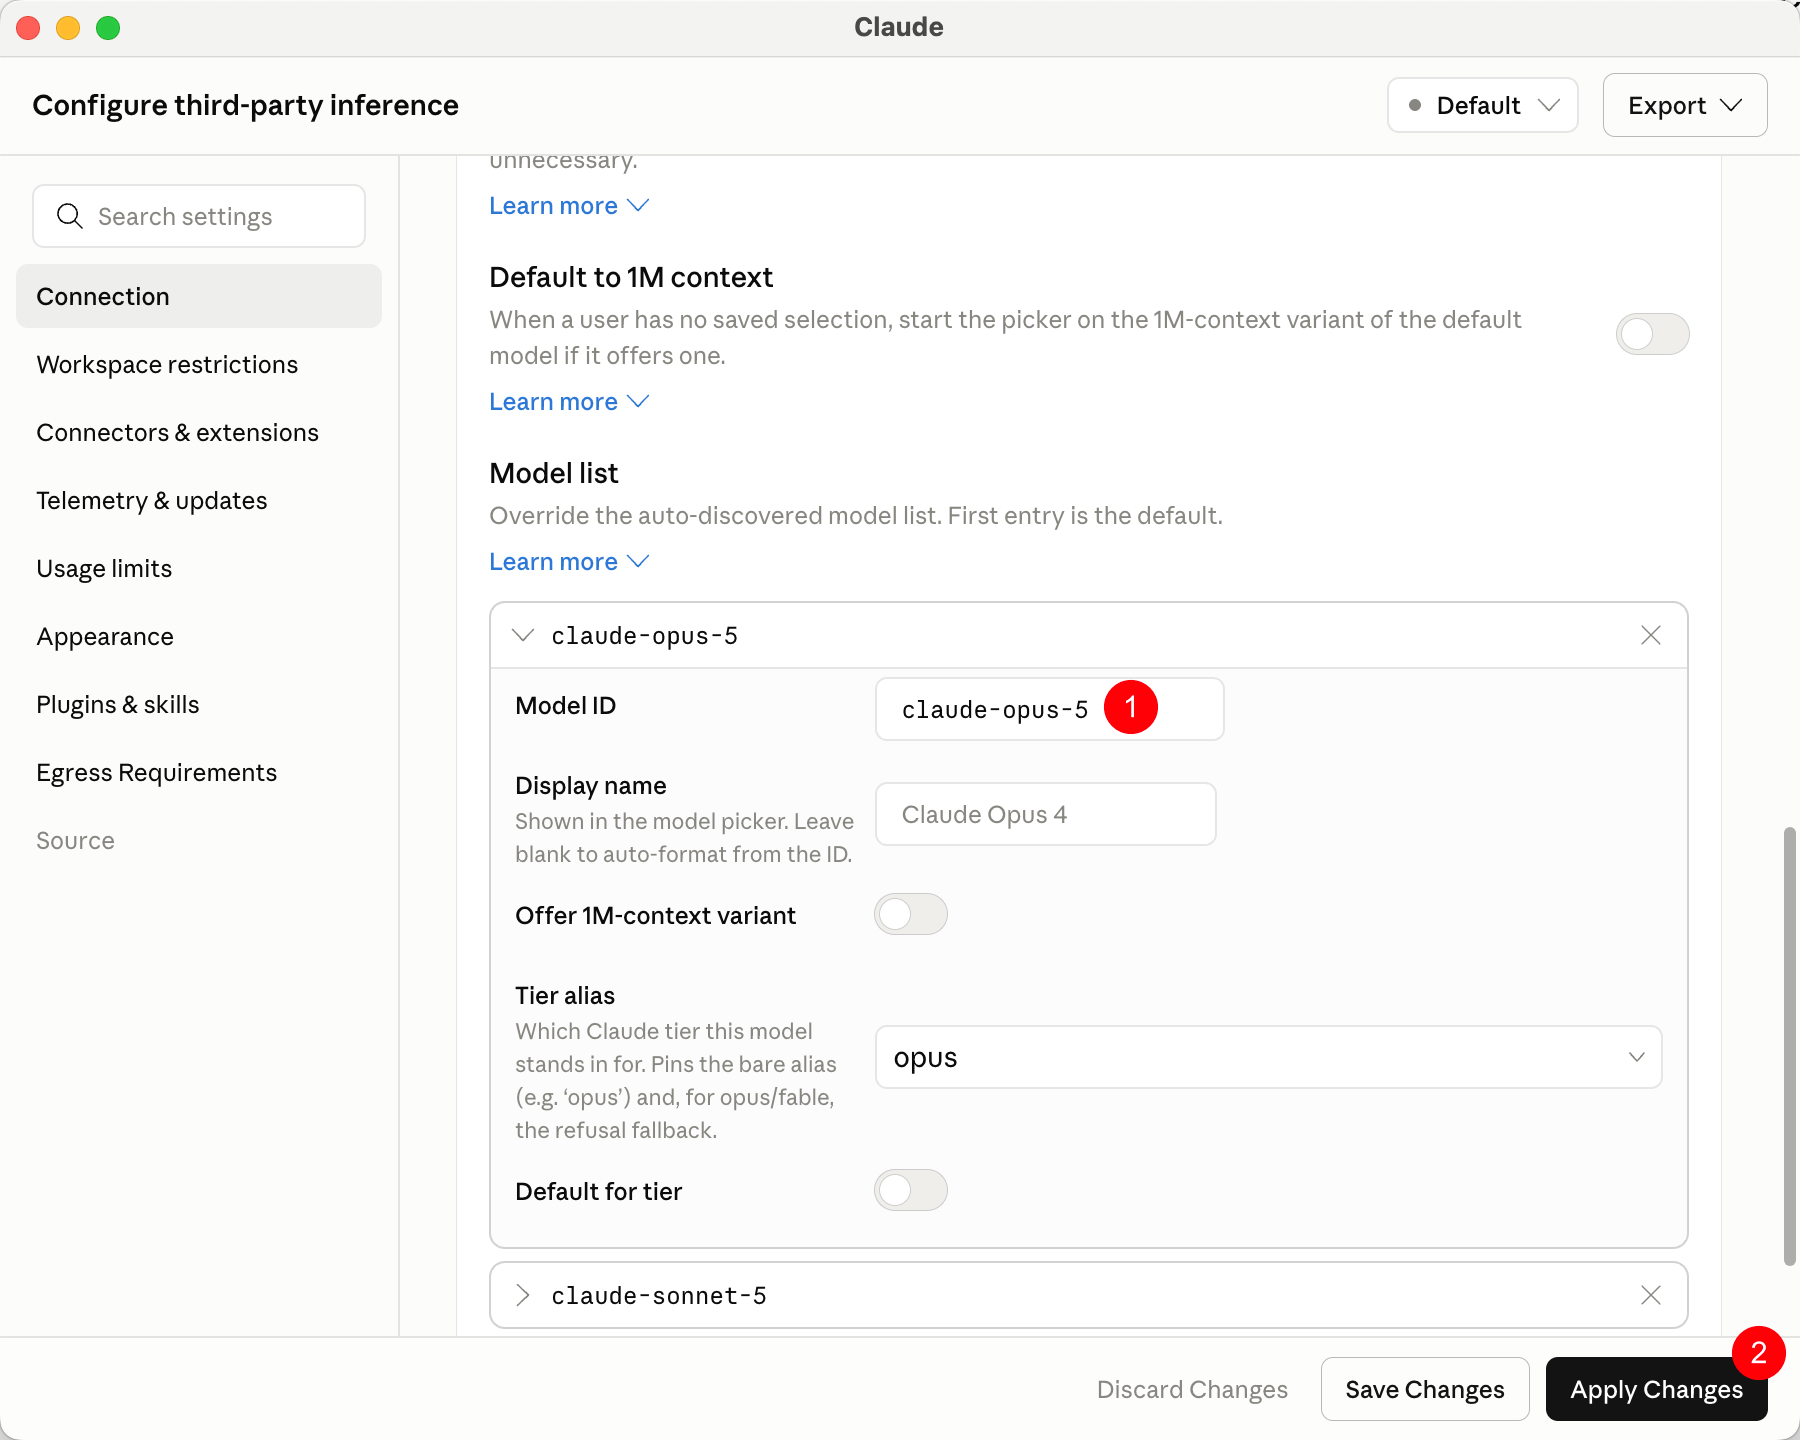 Claude
Configure third-party inference
Default
Export
Search settings
Connection
Workspace restrictions
Connectors & extensions
Telemetry & updates
Usage limits
Appearance
Plugins & skills
Egress Requirements
Source
unnecessary.
Learn more
Default to 1M context
When a user has no saved selection, start the picker on the 1M-context variant of the default
model if it offers one.
Learn more
Model list
Override the auto-discovered model list. First entry is the default.
Learn more
claude-opus-5
Model ID
claude-opus-5
1
Display name
Shown in the model picker. Leave
blank to auto-format from the ID.
Claude Opus 4
Offer 1M-context variant
Tier alias
Which Claude tier this model
stands in for. Pins the bare alias
(e.g. ‘opus’) and, for opus/fable,
the refusal fallback.
opus
Default for tier
claude-sonnet-5
Discard Changes
Save Changes
Apply Changes
2